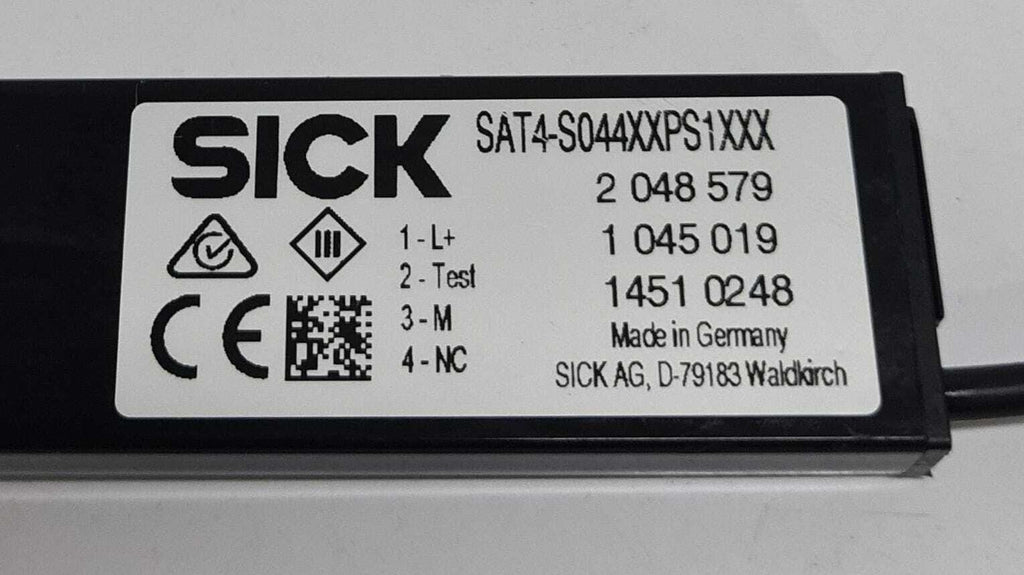 SICK
SAT4-S044XXPS1XXX
2 048 579
1 045 019
1451 0248
1 - L+
2 - Test
3 - M
4 - NC
CE
Made in Germany
SICK AG, D-79183 Waldkirch